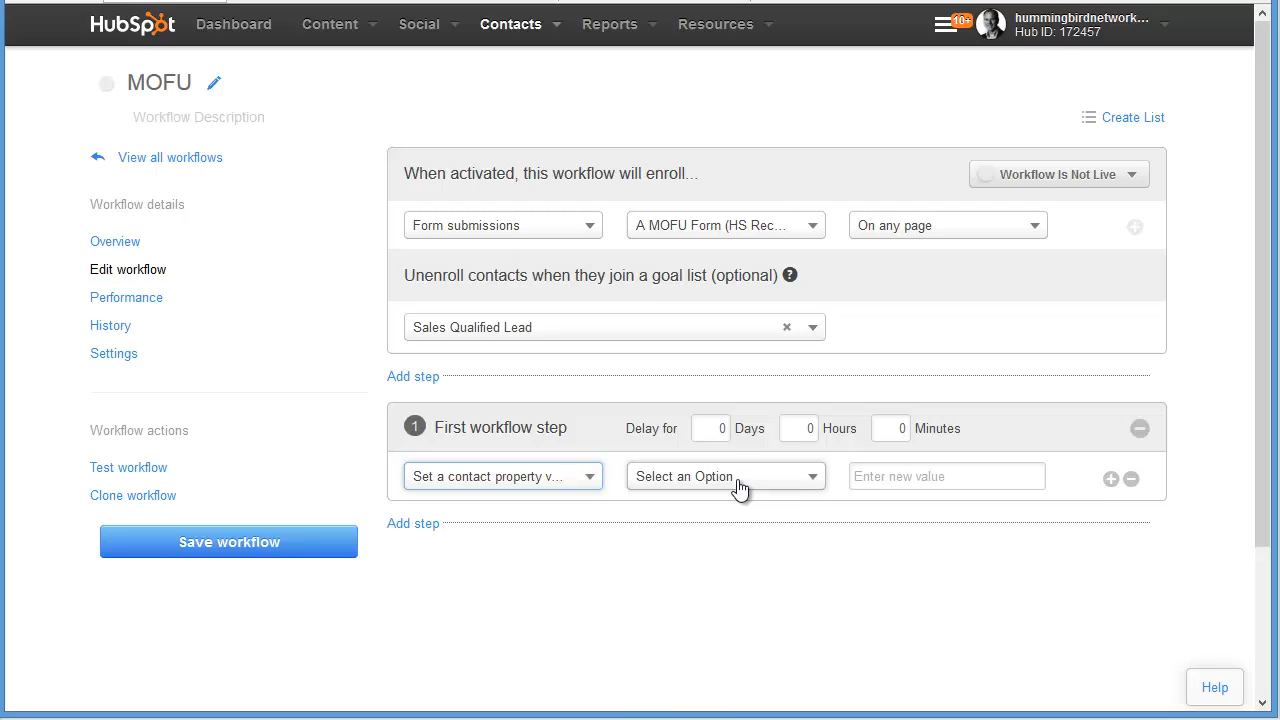 HubSpot Dashboard Content Social Contacts Reports Resources 10+ hummingbirdnetwork...
Hub ID: 172457
MOFU
Workflow Description
Create List
View all workflows
When activated, this workflow will enroll...
Workflow Is Not Live
Workflow details
Form submissions A MOFU Form (HS Rec... On any page
Overview
Edit workflow
Unenroll contacts when they join a goal list (optional) ?
Performance
History
Sales Qualified Lead ×
Settings
Add step
Workflow actions
1 First workflow step Delay for 0 Days 0 Hours 0 Minutes
Test workflow
Set a contact property v... Select an Option Enter new value
Clone workflow
Add step
Save workflow
Help